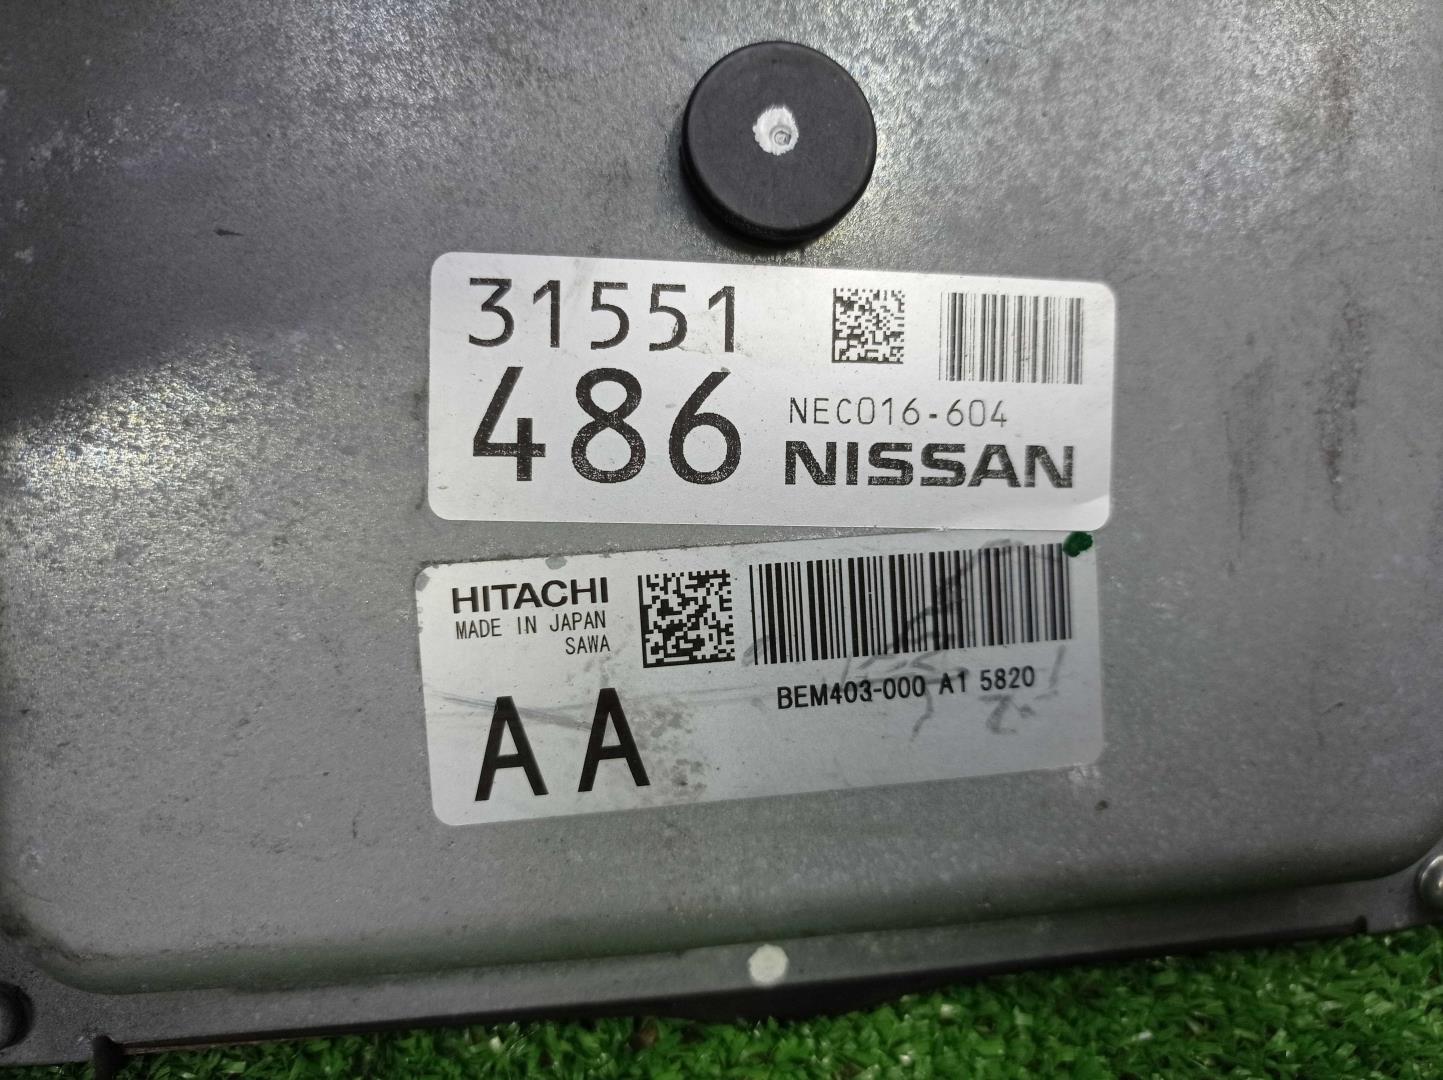 31551
486
NEC016-604
NISSAN
HITACHI
MADE IN JAPAN
SAWA
BEM403-000 A1 5820
AA